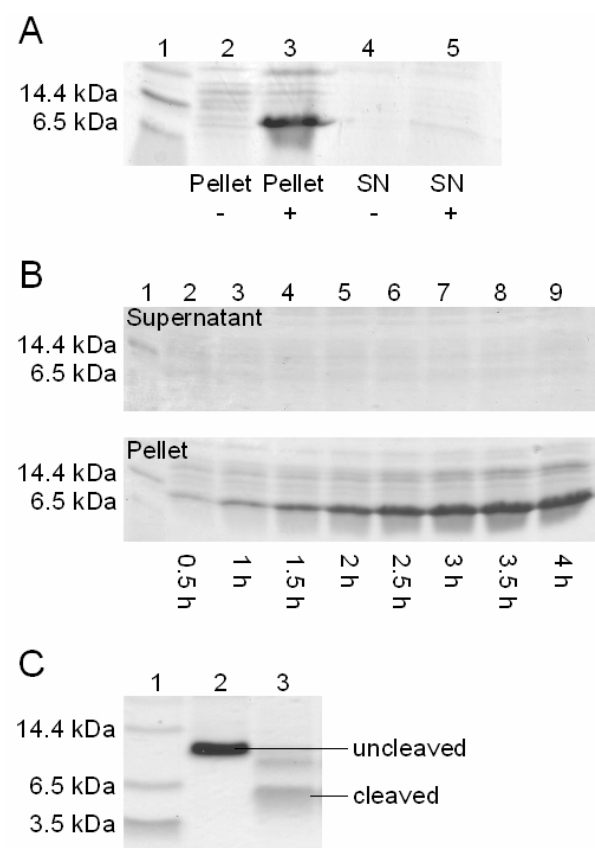 A
1 2 3 4 5
14.4 kDa
6.5 kDa
Pellet Pellet SN SN
- + - +
B
1 2 3 4 5 6 7 8 9
Supernatant
14.4 kDa
6.5 kDa
Pellet
14.4 kDa
6.5 kDa
0.5 h 1 h 1.5 h 2 h 2.5 h 3 h 3.5 h 4 h
C
1 2 3
14.4 kDa
uncleaved
6.5 kDa
cleaved
3.5 kDa